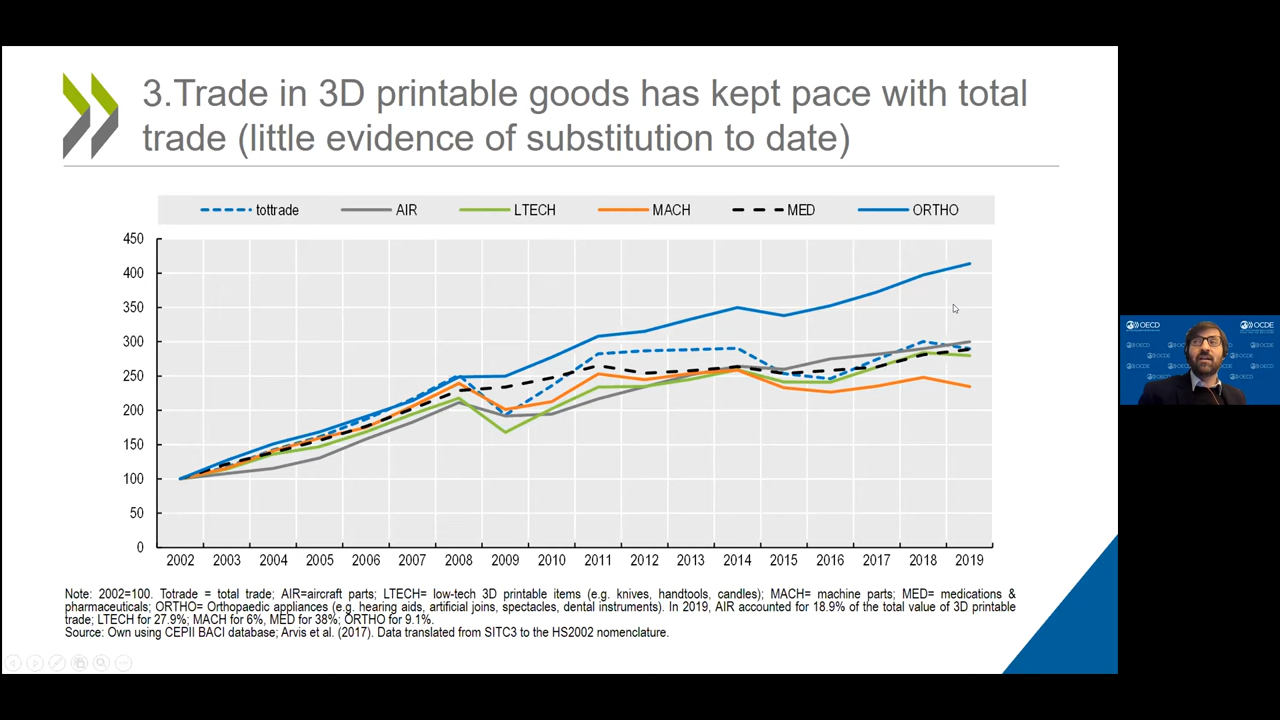 3.Trade in 3D printable goods has kept pace with total
trade (little evidence of substitution to date)
tottrade AIR LTECH MACH MED ORTHO
450
400
350
300
250
200
150
100
50
0
2002 2003 2004 2005 2006 2007 2008 2009 2010 2011 2012 2013 2014 2015 2016 2017 2018 2019
Note: 2002=100. Totrade = total trade; AIR=aircraft parts; LTECH= low-tech 3D printable items (e.g. knives, handtools, candles); MACH= machine parts; MED= medications &
pharmaceuticals; ORTHO= Orthopaedic appliances (e.g. hearing aids, artificial joins, spectacles, dental instruments). In 2019, AIR accounted for 18.9% of the total value of 3D printable
trade; LTECH for 27.9%; MACH for 6%, MED for 38%; ORTHO for 9.1%.
Source: Own using CEPII BACI database; Arvis et al. (2017). Data translated from SITC3 to the HS2002 nomenclature.
OECD OCDE
OECD OECD OECD
OCDE OCDE